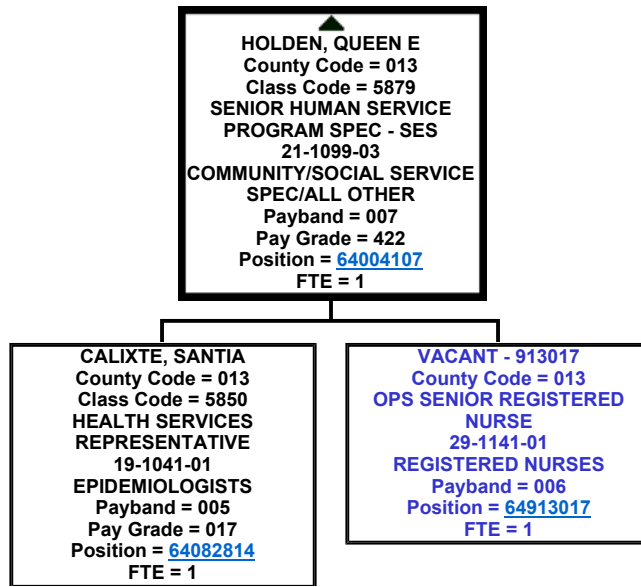 HOLDEN, QUEEN E
County Code = 013
Class Code = 5879
SENIOR HUMAN SERVICE
PROGRAM SPEC - SES
21-1099-03
COMMUNITY/SOCIAL SERVICE
SPEC/ALL OTHER
Payband = 007
Pay Grade = 422
Position = 64004107
FTE = 1
CALIXTE, SANTIA
County Code = 013
Class Code = 5850
HEALTH SERVICES
REPRESENTATIVE
19-1041-01
EPIDEMIOLOGISTS
Payband = 005
Pay Grade = 017
Position = 64082814
FTE = 1
VACANT - 913017
County Code = 013
OPS SENIOR REGISTERED
NURSE
29-1141-01
REGISTERED NURSES
Payband = 006
Position = 64913017
FTE = 1